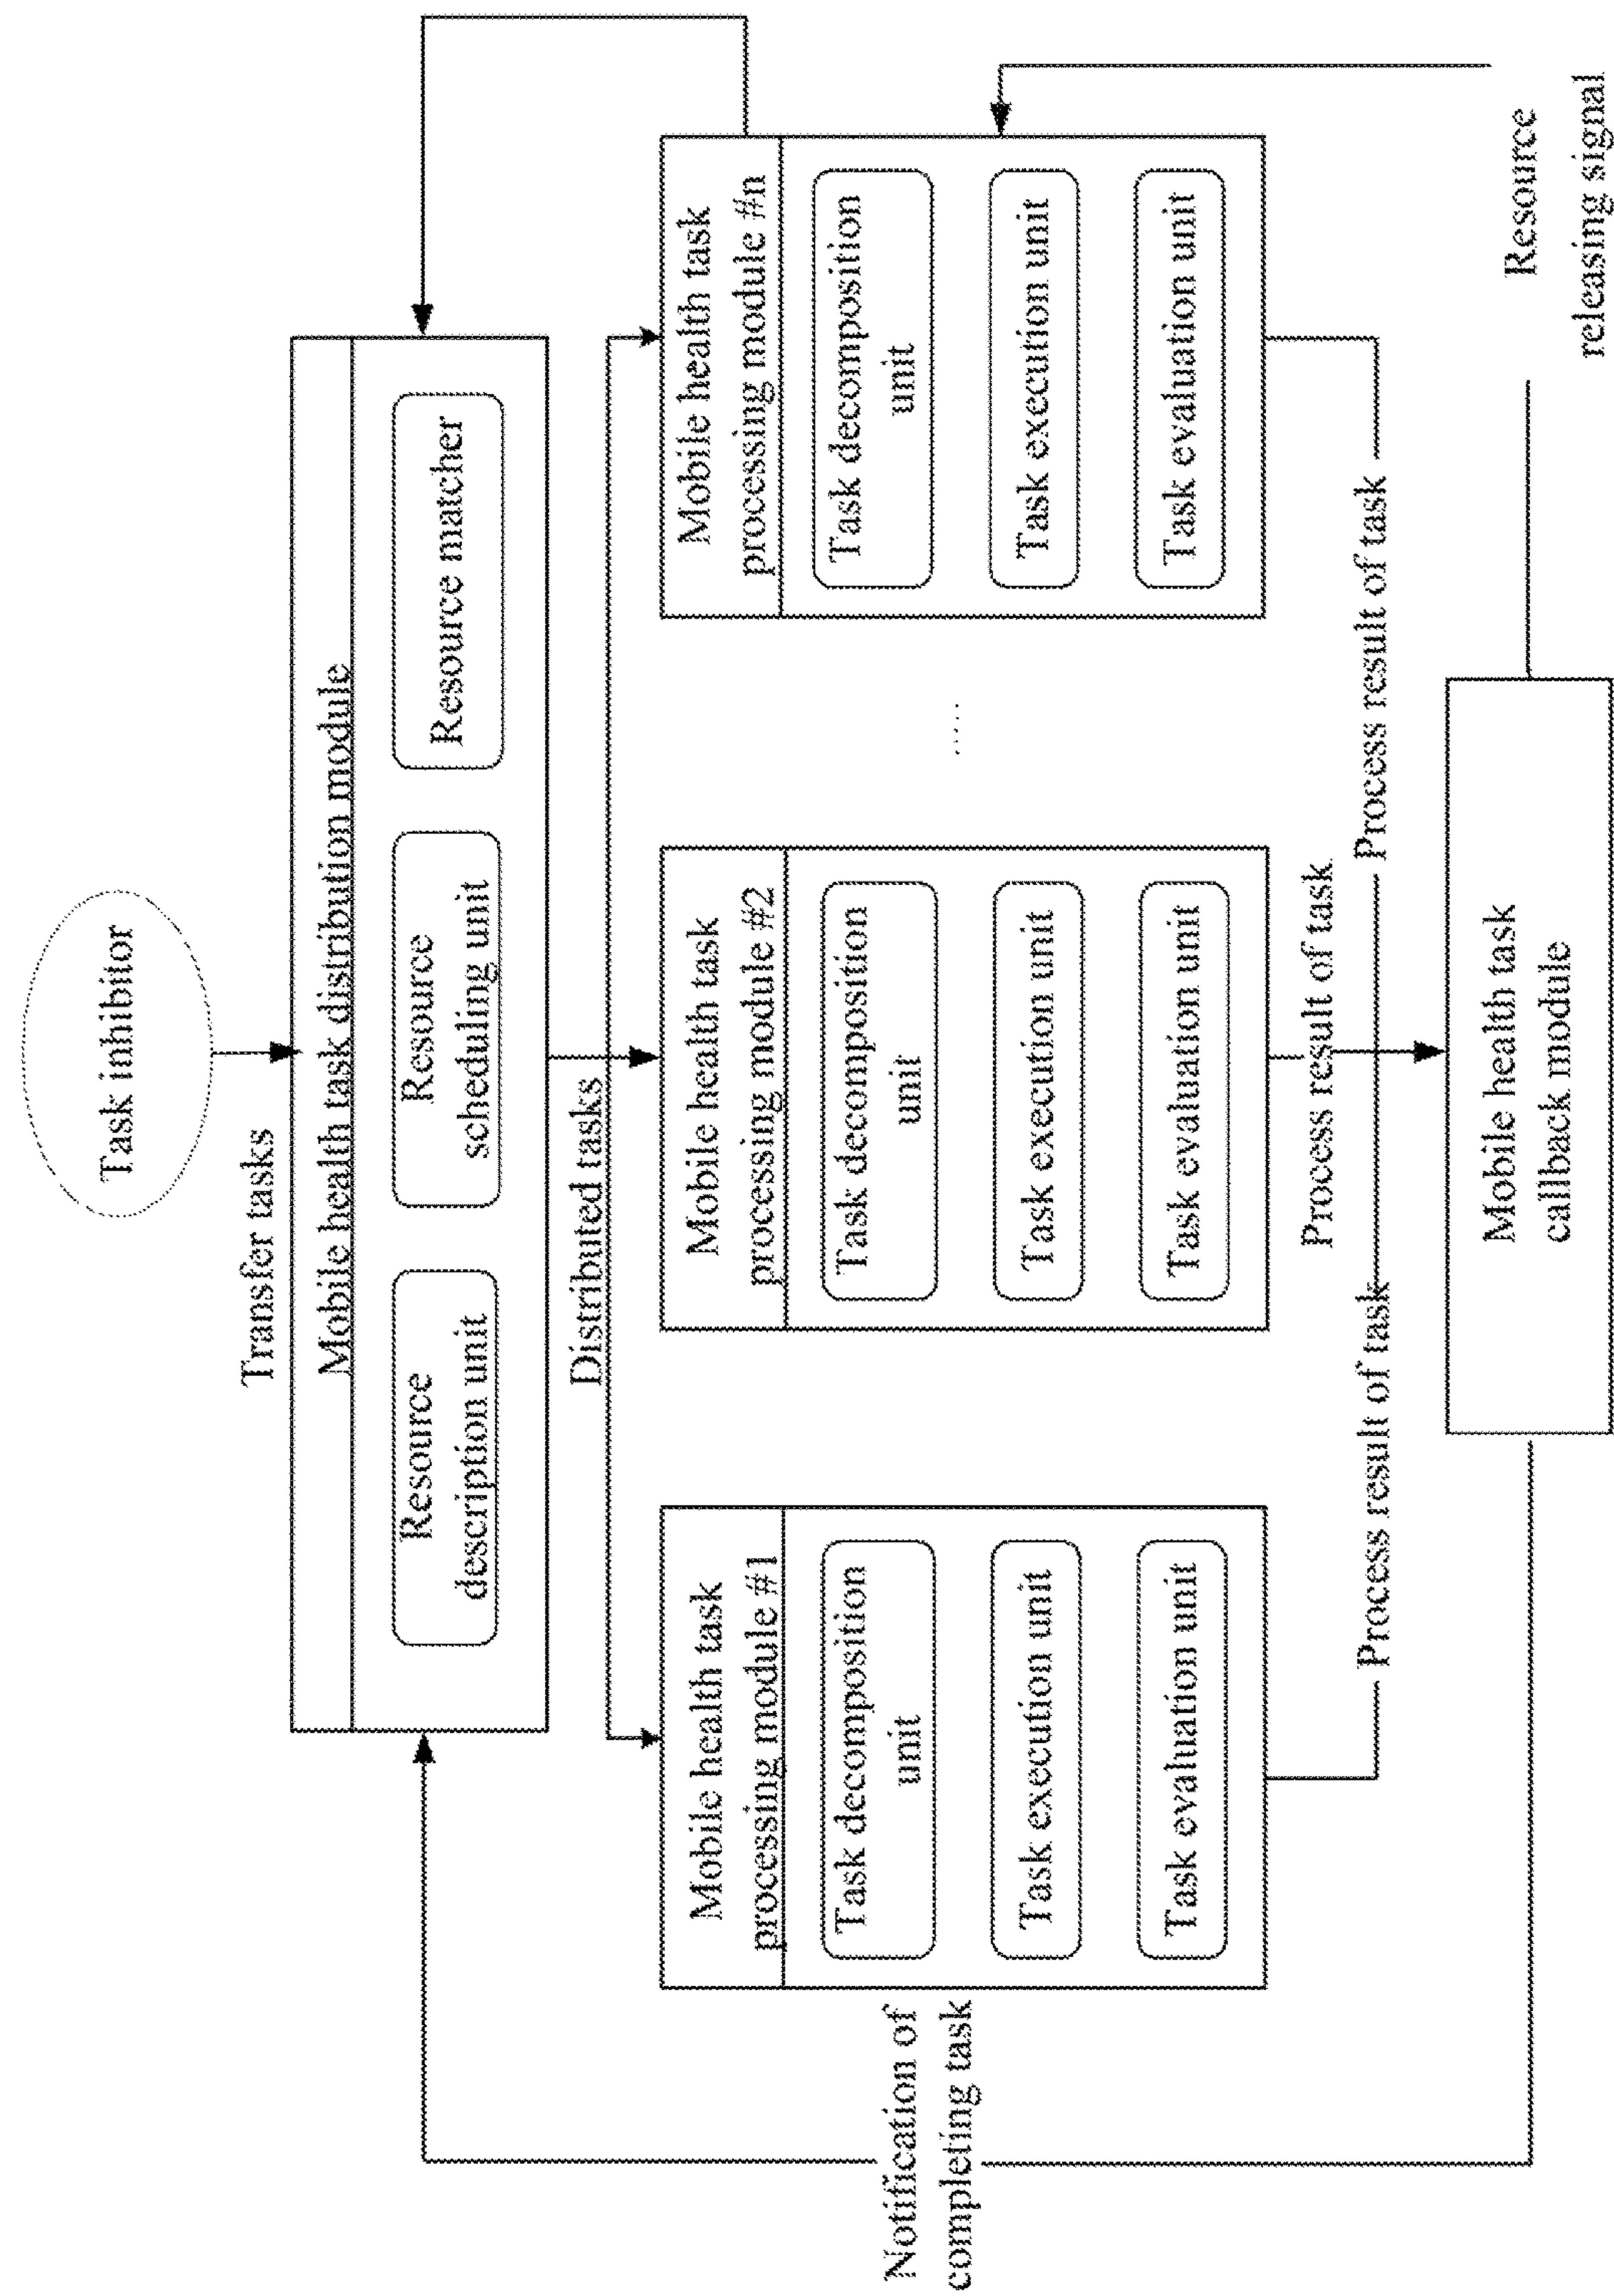 Task inhibitor
Transfer tasks
Mobile health task distribution module
Resource
description unit
Resource
scheduling unit
Resource matcher
Distributed tasks
Mobile health task
processing module #1
Task decomposition
unit
Task execution unit
Task evaluation unit
Mobile health task
processing module #2
Task decomposition
unit
Task execution unit
Task evaluation unit
.....
Mobile health task
processing module #n
Task decomposition
unit
Task execution unit
Task evaluation unit
Notification of
completing task
Process result of task
Process result of task
Process result of task
Mobile health task
callback module
Resource
releasing signal